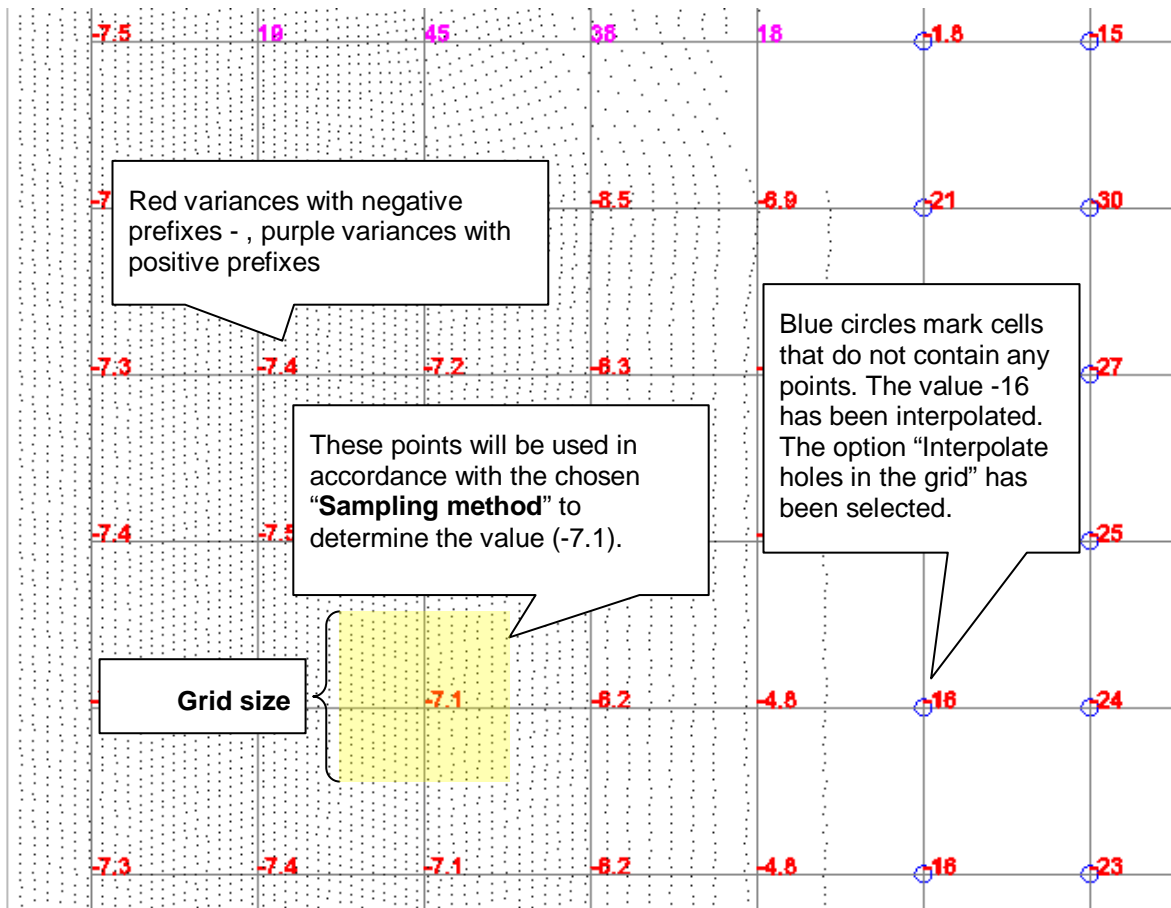 -7.5 19 45 38 18 -1.8 -15
Red variances with negative
prefixes - , purple variances with
positive prefixes
-8.5 -8.9 -21 -30
Blue circles mark cells
that do not contain any
points. The value -16
has been interpolated.
The option “Interpolate
holes in the grid” has
been selected.
-7.3 -7.4 -7.2 -6.3 -27
These points will be used in
accordance with the chosen
“Sampling method” to
determine the value (-7.1).
-7.4 -7.5 -25
Grid size
-7.1 -6.2 -4.8 -16 -24
-7.3 -7.4 -7.1 -6.2 -4.8 -16 -23